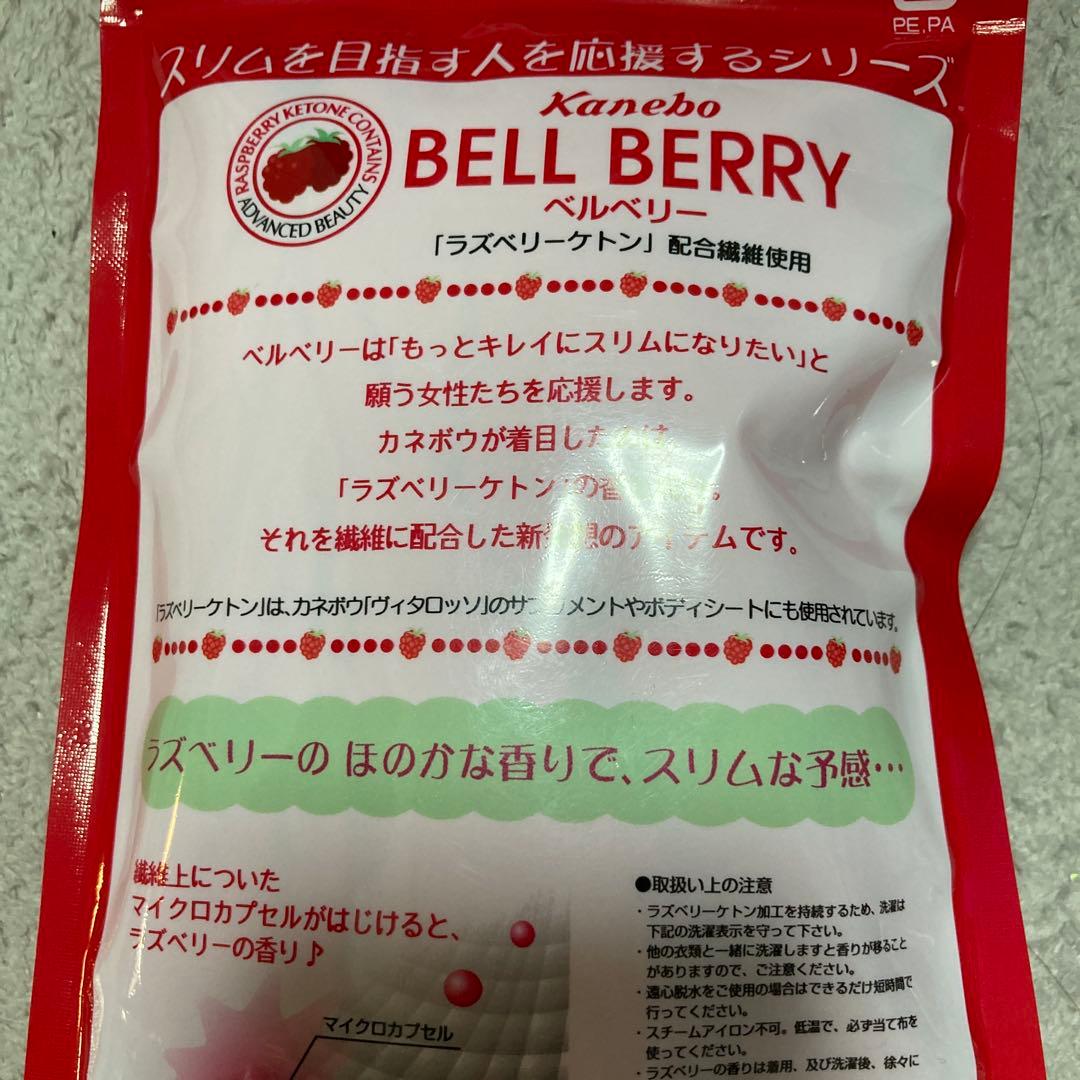 PE,PA
スリムを目指す人を応援するシリーズ
RASPBERRY KETONE CONTAINS
ADVANCED BEAUTY
Kanebo
BELL BERRY
ベルベリー
「ラズベリーケトン」配合繊維使用
ベルベリーは「もっとキレイにスリムになりたい」と
願う女性たちを応援します。
カネボウが着目した
「ラズベリーケトン」の香
それを繊維に配合した新発想のアイテムです。
「ラズベリーケトン」は、カネボウ「ヴィタロッソ」のサプリメントやボディシートにも使用されています。
ラズベリーの ほのかな香りで、スリムな予感…
繊維上についた
マイクロカプセルがはじけると、
ラズベリーの香り♪
マイクロカプセル
●取扱い上の注意
・ラズベリーケトン加工を持続するため、洗濯は
下記の洗濯表示を守って下さい。
・他の衣類と一緒に洗濯しますと香りが移ること
がありますので、ご注意ください。
・遠心脱水をご使用の場合はできるだけ短時間で
行ってください。
・スチームアイロン不可。低温で、必ず当て布を
使ってください。
・ラズベリーの香りは着用、及び洗濯後、徐々に